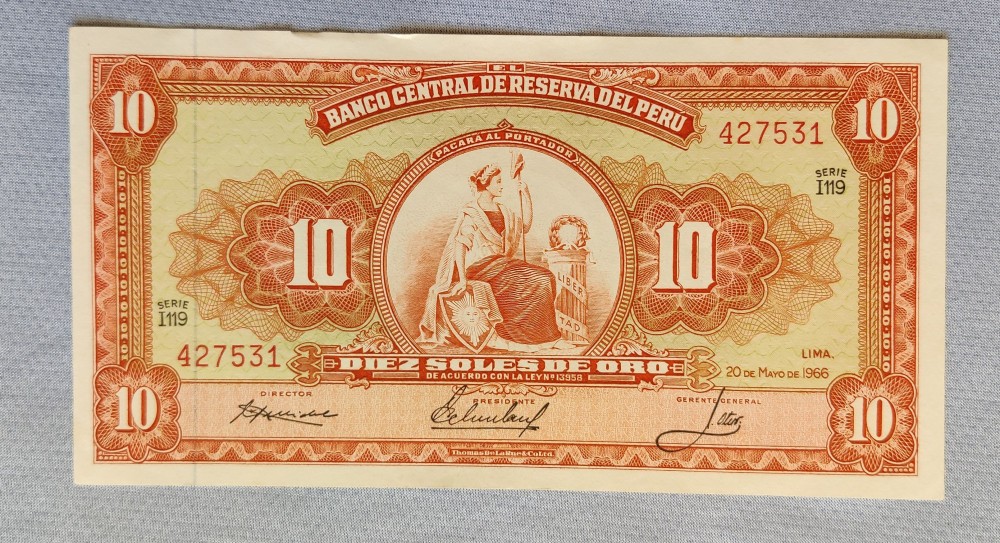 EL
BANCO CENTRAL DE RESERVA DEL PERU
10
10
427531
PAGARA AL PORTADOR
SERIE
I119
10
10
LIBER
TAD
SERIE
I119
427531
DIEZ SOLES DE ORO
DE ACUERDO CON LA LEY Nº 13958
LIMA.
20 DE MAYO DE 1966
10
DIRECTOR
PRESIDENTE
GERENTE GENERAL
10
Thomas De La Rue & Co. Ltd.